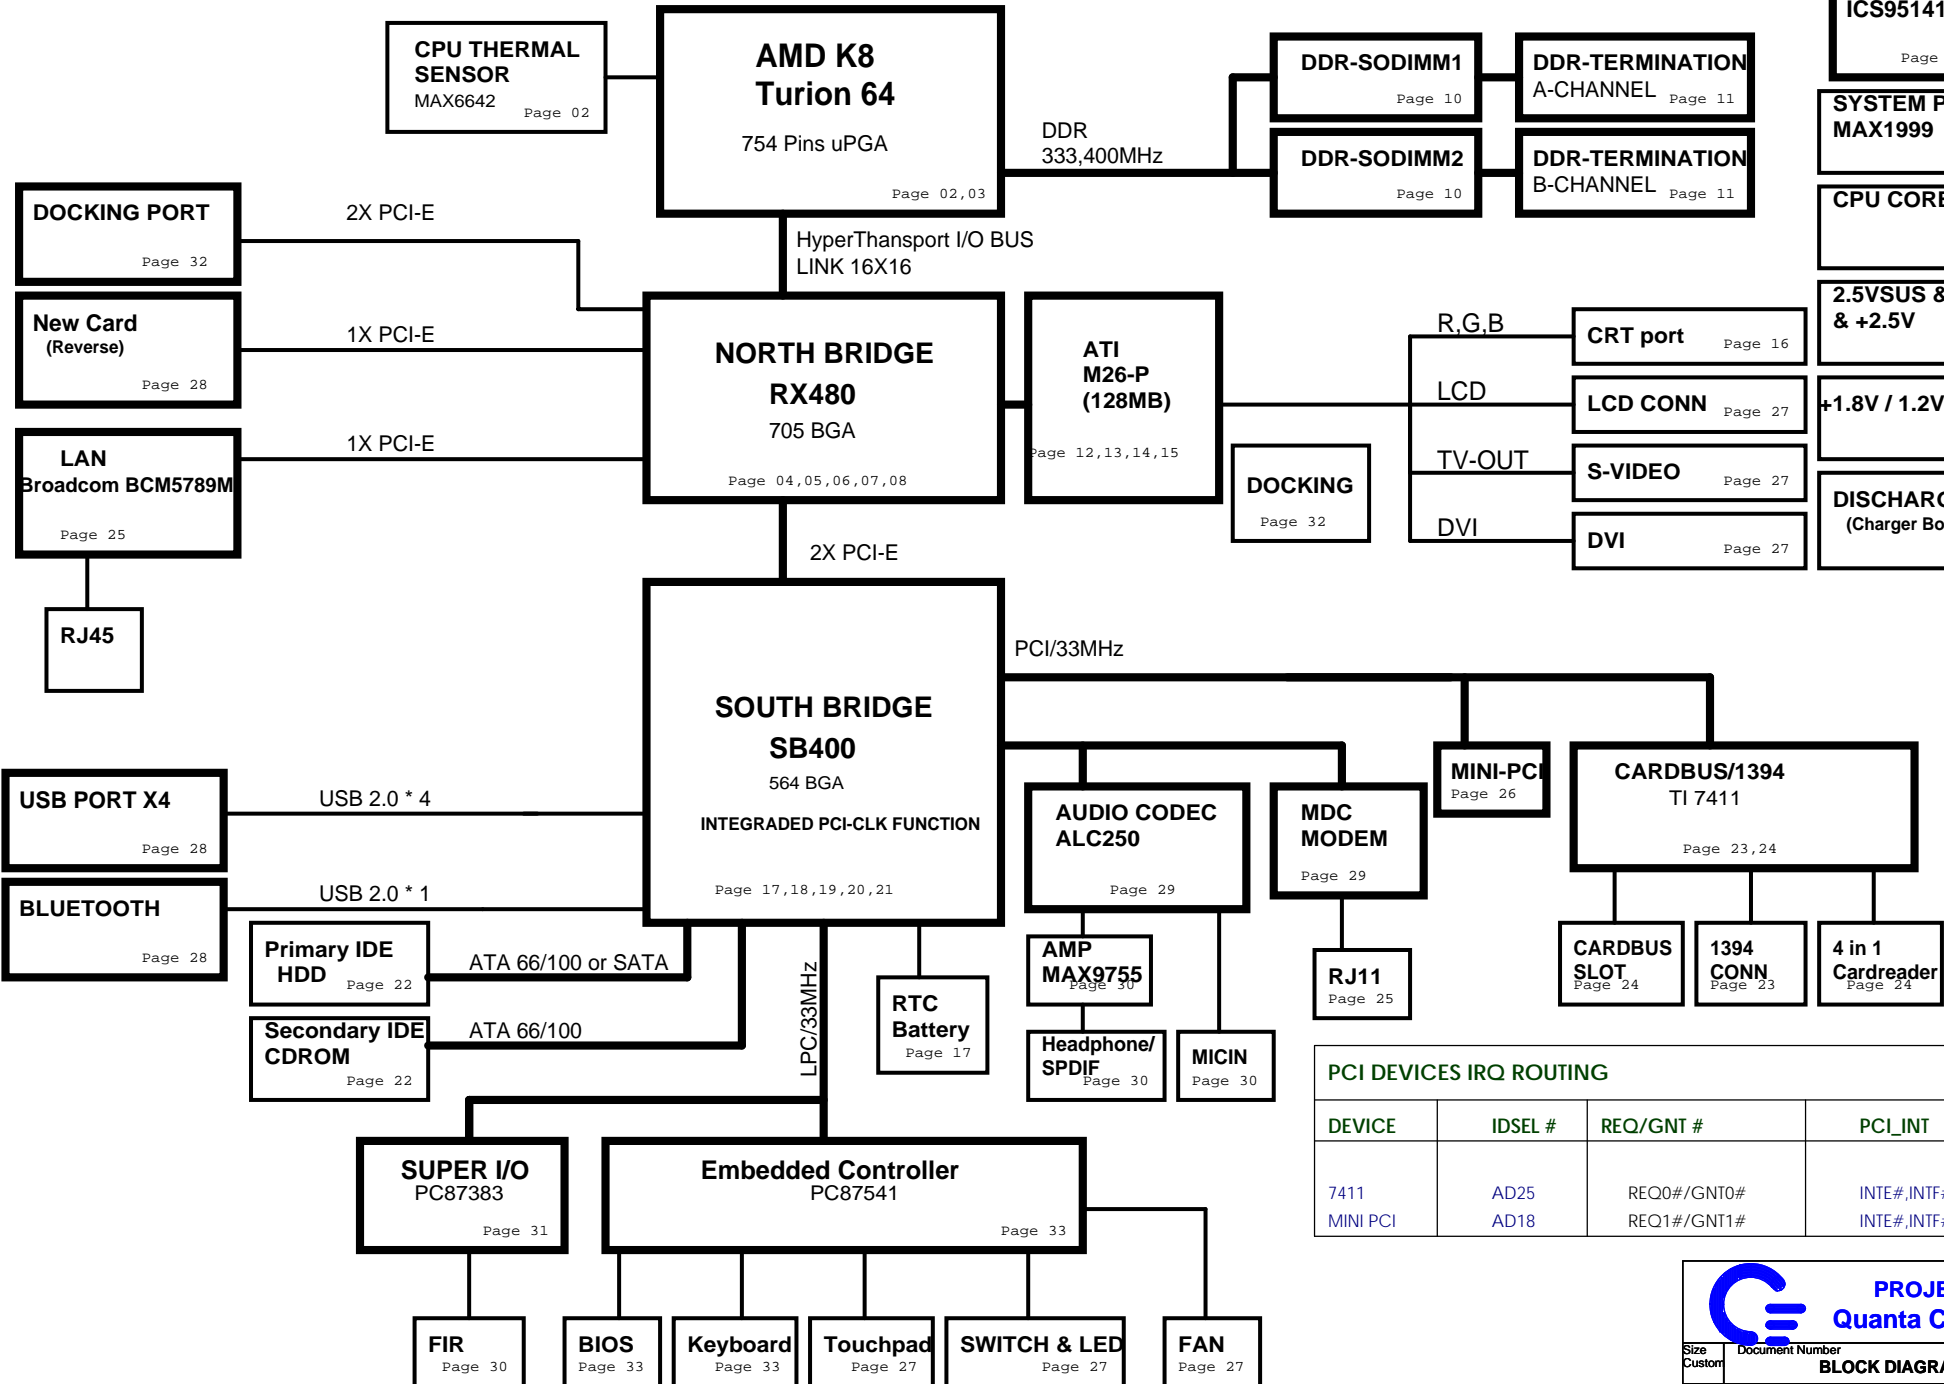 CPU THERMAL
SENSOR
MAX6642
Page 02
AMD K8
Turion 64
754 Pins uPGA
Page 02,03
DDR
333,400MHz
DDR-SODIMM1
Page 10
DDR-TERMINATION
A-CHANNEL
Page 11
DDR-SODIMM2
Page 10
DDR-TERMINATION
B-CHANNEL
Page 11
ICS95141
Page
SYSTEM P
MAX1999
CPU CORE
2.5VSUS &
& +2.5V
+1.8V / 1.2V
DISCHARG
(Charger Bo
DOCKING PORT
Page 32
2X PCI-E
New Card
(Reverse)
Page 28
1X PCI-E
LAN
Broadcom BCM5789M
Page 25
1X PCI-E
RJ45
HyperThansport I/O BUS
LINK 16X16
NORTH BRIDGE
RX480
705 BGA
Page 04,05,06,07,08
ATI
M26-P
(128MB)
Page 12,13,14,15
DOCKING
Page 32
R,G,B
CRT port
Page 16
LCD
LCD CONN
Page 27
TV-OUT
S-VIDEO
Page 27
DVI
DVI
Page 27
2X PCI-E
SOUTH BRIDGE
SB400
564 BGA
INTEGRADED PCI-CLK FUNCTION
Page 17,18,19,20,21
PCI/33MHz
USB PORT X4
Page 28
USB 2.0 * 4
BLUETOOTH
Page 28
USB 2.0 * 1
Primary IDE
HDD
Page 22
ATA 66/100 or SATA
Secondary IDE
CDROM
Page 22
ATA 66/100
LPC/33MHz
RTC
Battery
Page 17
AUDIO CODEC
ALC250
Page 29
AMP
MAX9755
Page 30
Headphone/
SPDIF
Page 30
MICIN
Page 30
MDC
MODEM
Page 29
RJ11
Page 25
MINI-PCI
Page 26
CARDBUS/1394
TI 7411
Page 23,24
CARDBUS
SLOT
Page 24
1394
CONN
Page 23
4 in 1
Cardreader
Page 24
SUPER I/O
PC87383
Page 31
Embedded Controller
PC87541
Page 33
FIR
Page 30
BIOS
Page 33
Keyboard
Page 33
Touchpad
Page 27
SWITCH & LED
Page 27
FAN
Page 27
PCI DEVICES IRQ ROUTING
DEVICE IDSEL # REQ/GNT # PCI_INT
7411 AD25 REQ0#/GNT0# INTE#,INTF#
MINI PCI AD18 REQ1#/GNT1# INTE#,INTF#
PROJE
Quanta C
Size
Custom
Document Number
BLOCK DIAGRA